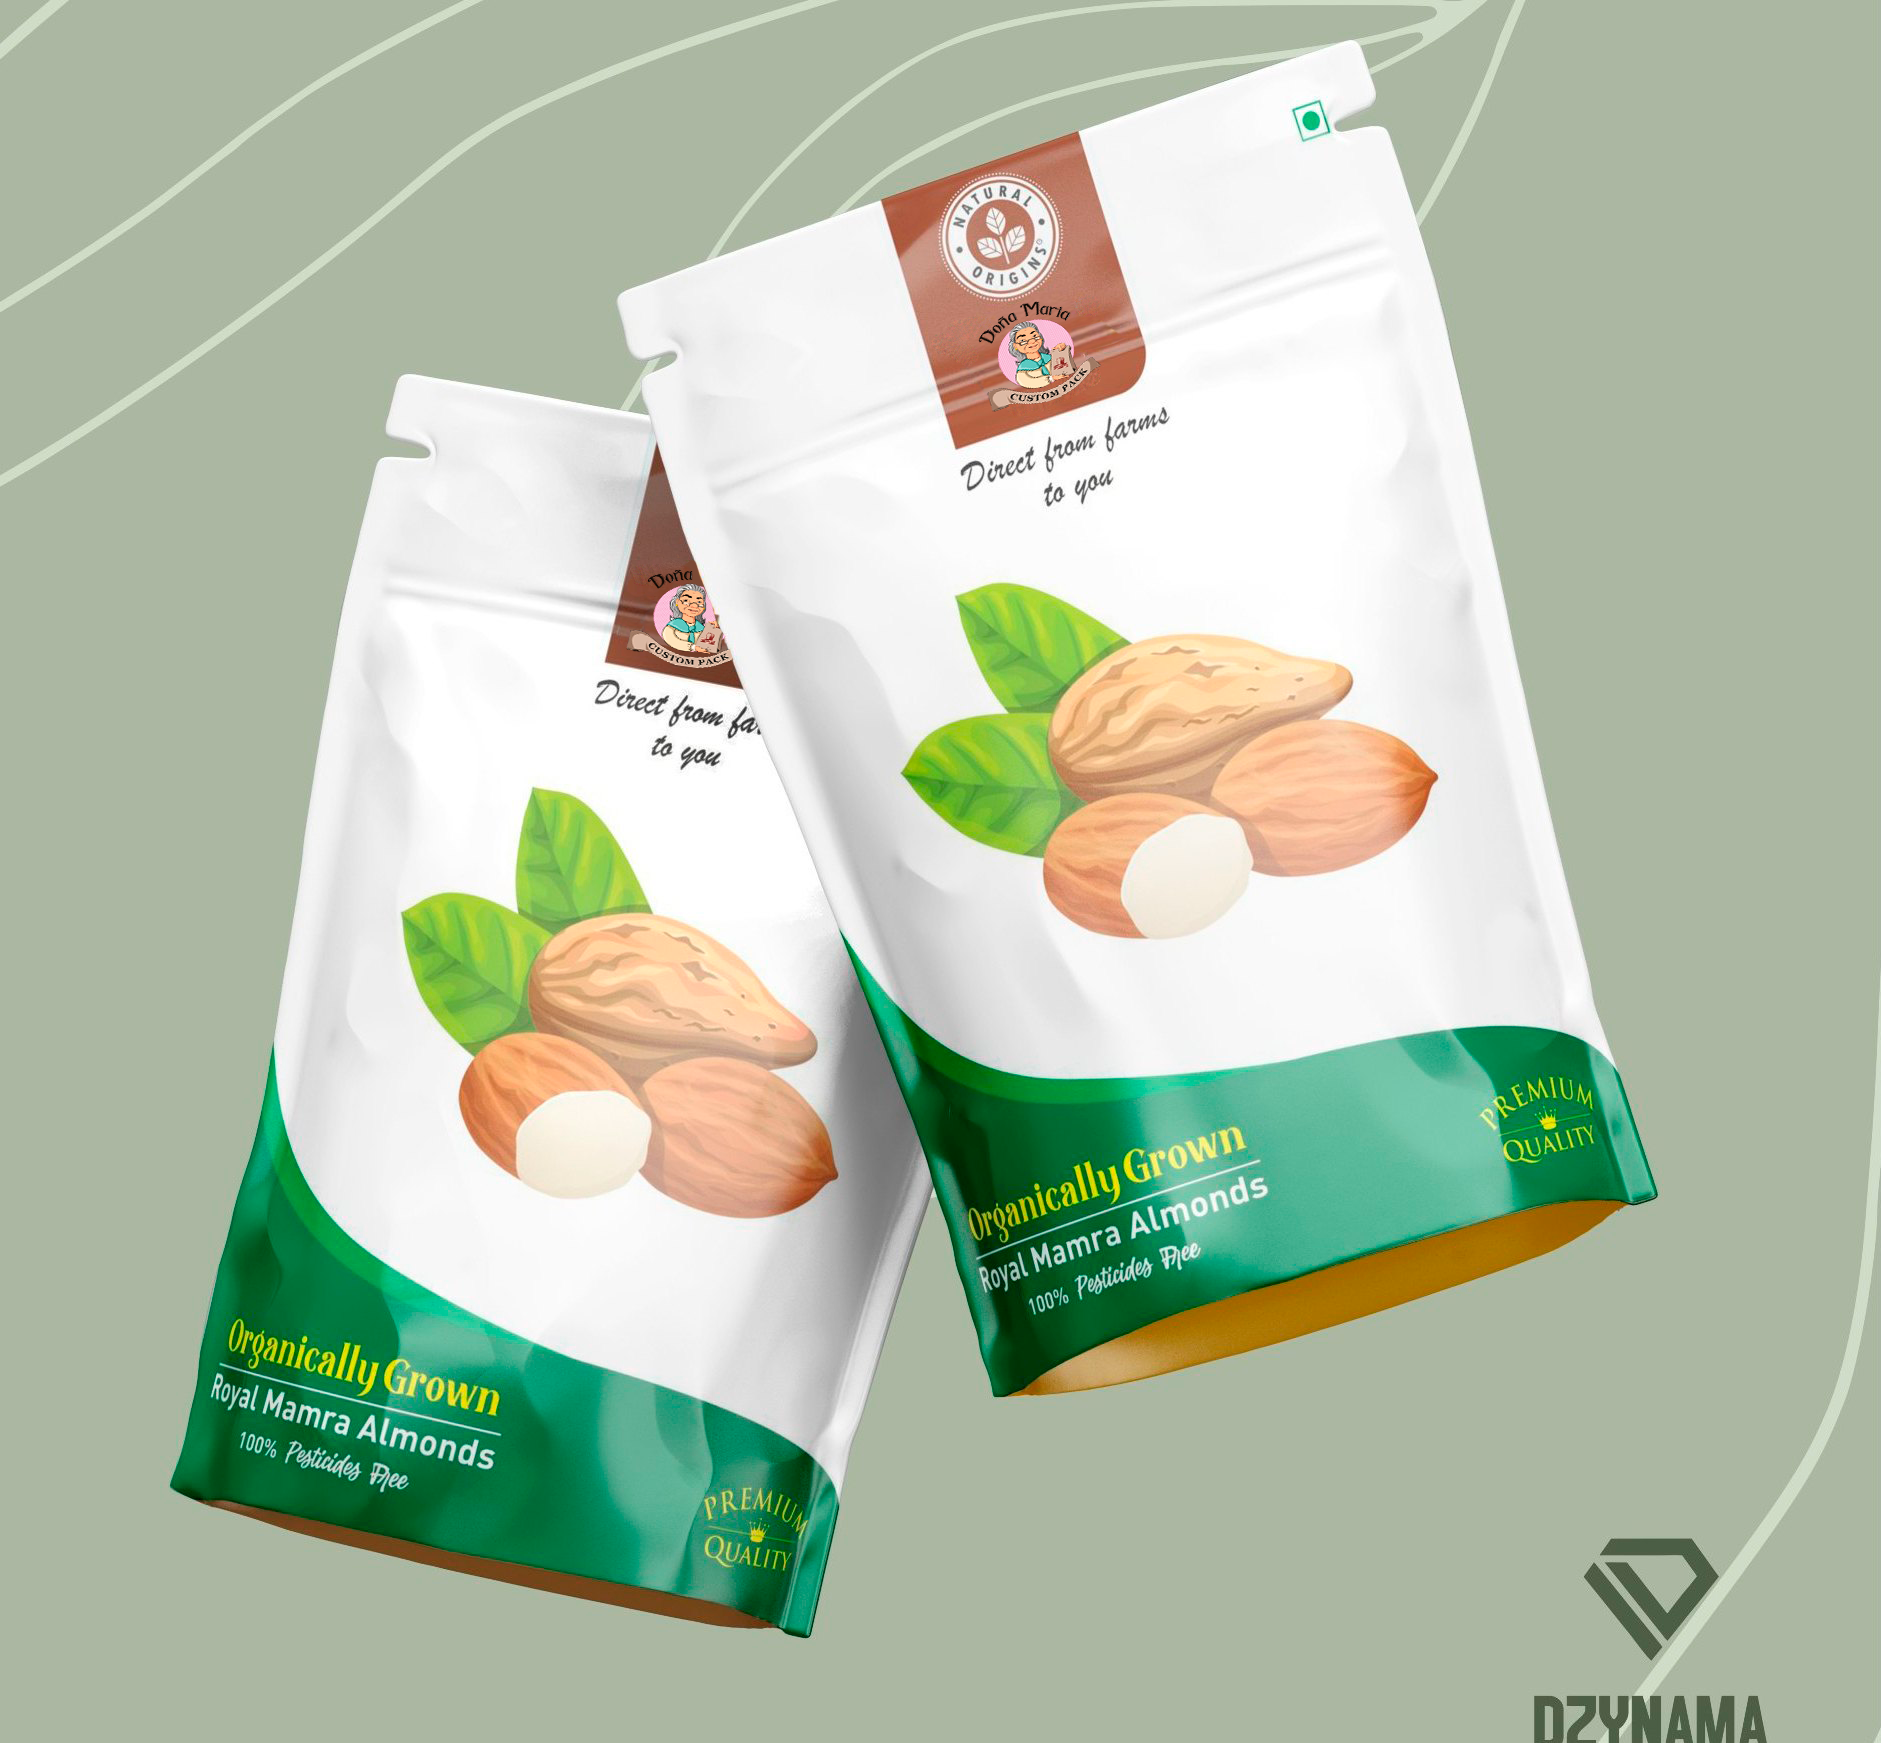 NATURAL
ORIGINS
Doña Maria
CUSTOM PACK
Direct from farms
to you
Organically Grown
Royal Mamra Almonds
100% Pesticides Free
PREMIUM
QUALITY
Doña
CUSTOM PACK
Direct from fa
to you
Organically Grown
Royal Mamra Almonds
100% Pesticides Free
PREMIUM
QUALITY
DZYNAMA